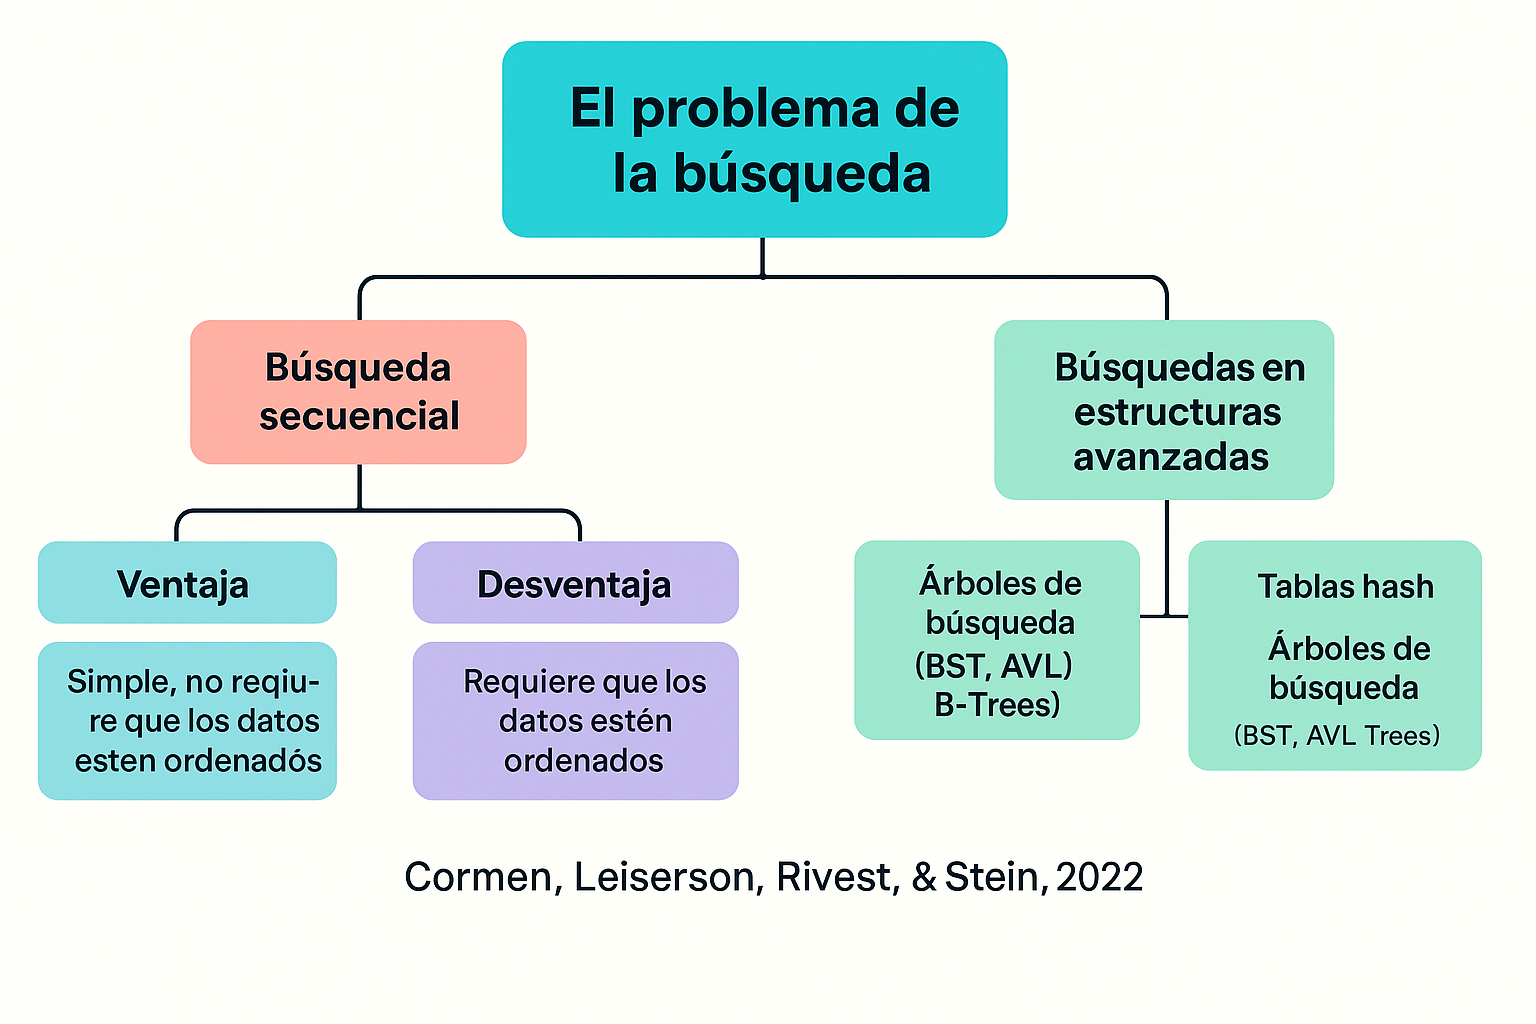 El problema de
la búsqueda
Búsqueda
secuencial
Búsquedas en
estructuras
avanzadas
Ventaja
Simple, no reqiu-
re que los datos
esten ordenadós
Desventaja
Requiere que los
datos estén
ordenados
Árboles de
búsqueda
(BST, AVL)
B-Trees)
Tablas hash
Árboles de
búsqueda
(BST, AVL Trees)
Cormen, Leiserson, Rivest, & Stein, 2022